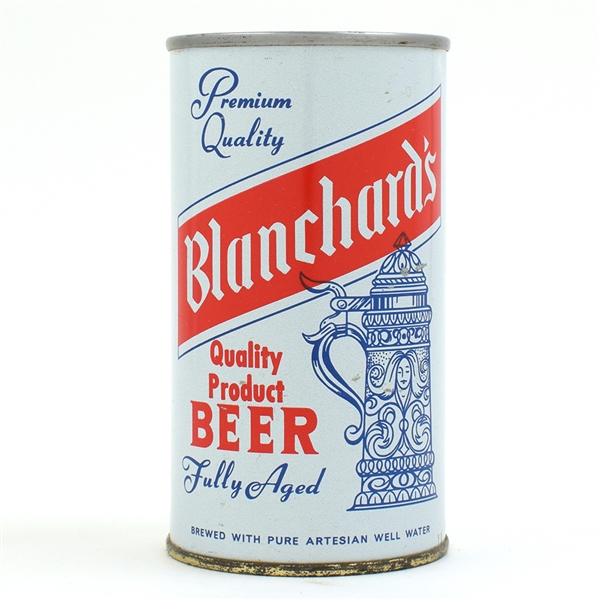 Premium
Quality
Blanchard's
Quality
Product
BEER
Fully Aged
BREWED WITH PURE ARTESIAN WELL WATER